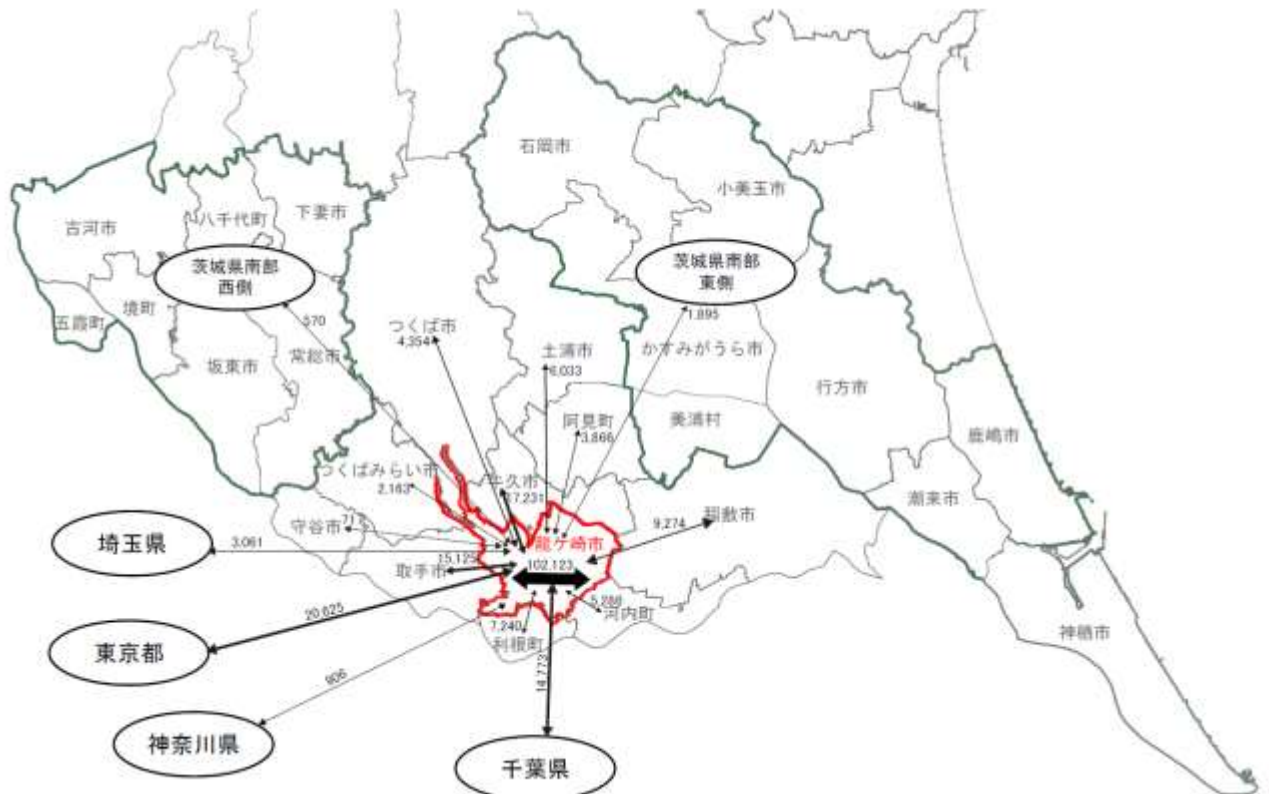 石岡市
小美玉市
古河市
八千代町
下妻市
茨城県南部
西側
茨城県南部
東側
五霞町
境町
570
つくば市
4,354
1,895
坂東市
常総市
土浦市
6,033
かすみがうら市
行方市
阿見町
3,866
美浦村
鹿嶋市
つくばみらい市
2,163
牛久市
17,231
潮来市
守谷市
稲敷市
9,274
埼玉県
3,061
龍ケ崎市
15,125
取手市
102,123
20,625
5,288
河内町
7,240
利根町
神栖市
東京都
906
14,773
神奈川県
千葉県